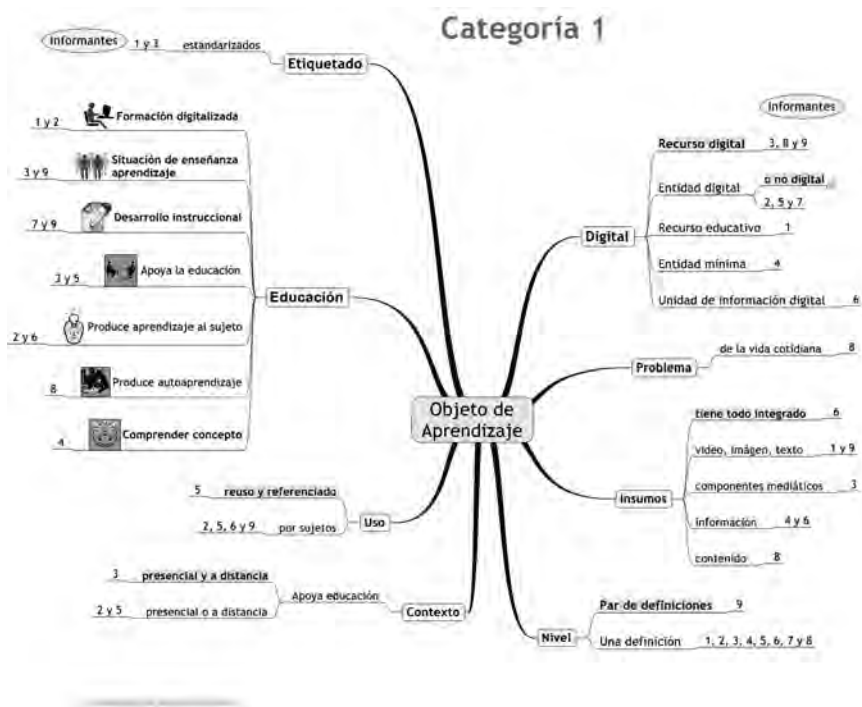 Categoría 1
Informantes
1 y 3 estandarizados
Etiquetado
1 y 2 Formación digitalizada
3 y 9 Situación de enseñanza
aprendizaje
7 y 9 Desarrollo instruccional
3 y 5 Apoya la educación
2 y 6 Produce aprendizaje al sujeto
8 Produce autoaprendizaje
4 Comprender concepto
Educación
5 reuso y referenciado
2, 5, 6 y 9 por sujetos
Uso
3 presencial y a distancia
2 y 5 presencial o a distancia
Apoya educación
Contexto
Objeto de
Aprendizaje
Informantes
Digital
Recurso digital 3, 8 y 9
Entidad digital
o no digital
2, 5 y 7
Recurso educativo 1
Entidad mínima 4
Unidad de información digital 6
Problema
de la vida cotidiana 8
Insumos
tiene todo integrado 6
video, imágen, texto 1 y 9
componentes mediáticos 3
información 4 y 6
contenido 8
Nivel
Par de definiciones 9
Una definición 1, 2, 3, 4, 5, 6, 7 y 8